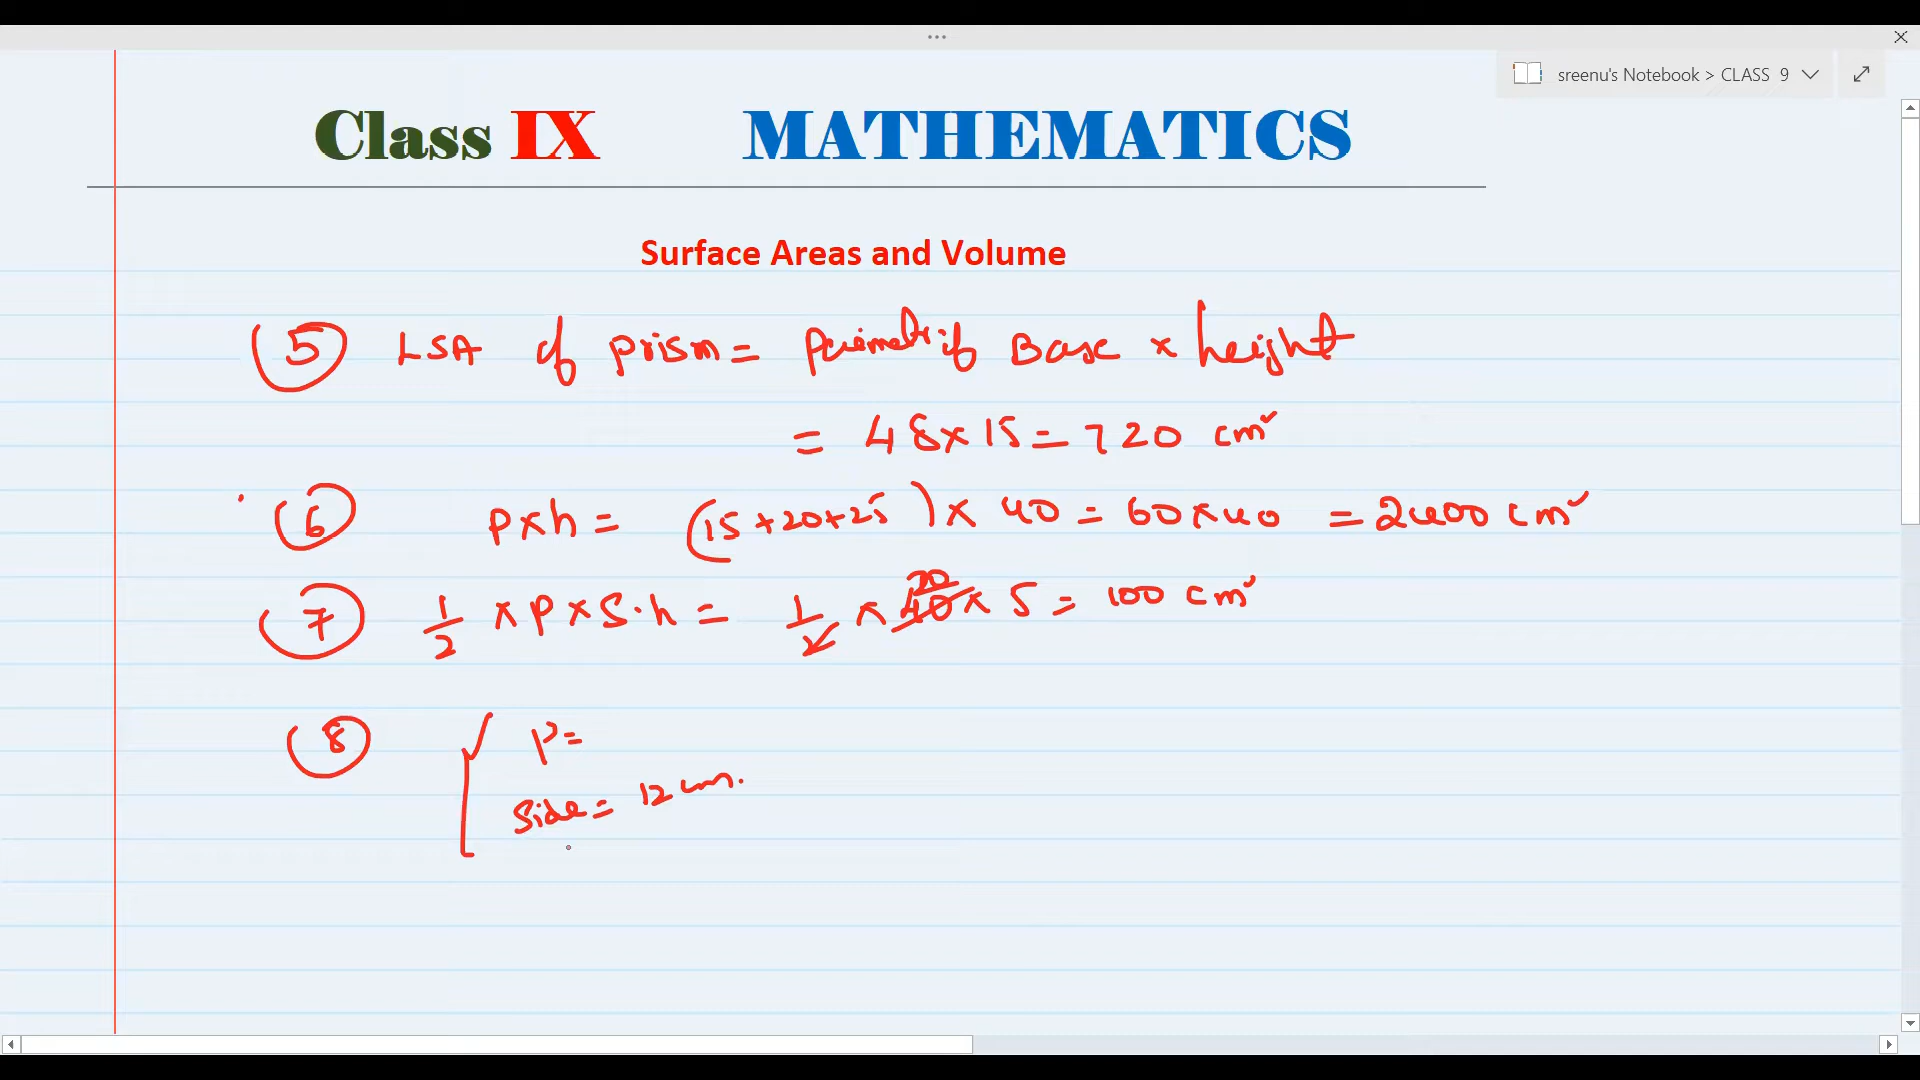 sreenu's Notebook > CLASS 9
Class IX MATHEMATICS
Surface Areas and Volume
5 LSA of prism = Perimetr of Base × height
= 48×15 = 720 cm²
6 P×h = (15+20+25) × 40 = 60×40 = 2400 cm²
7 1/2 × P × S.h = 1/2 × 40 20 × 5 = 100 cm²
8 P=
Side = 12 cm.